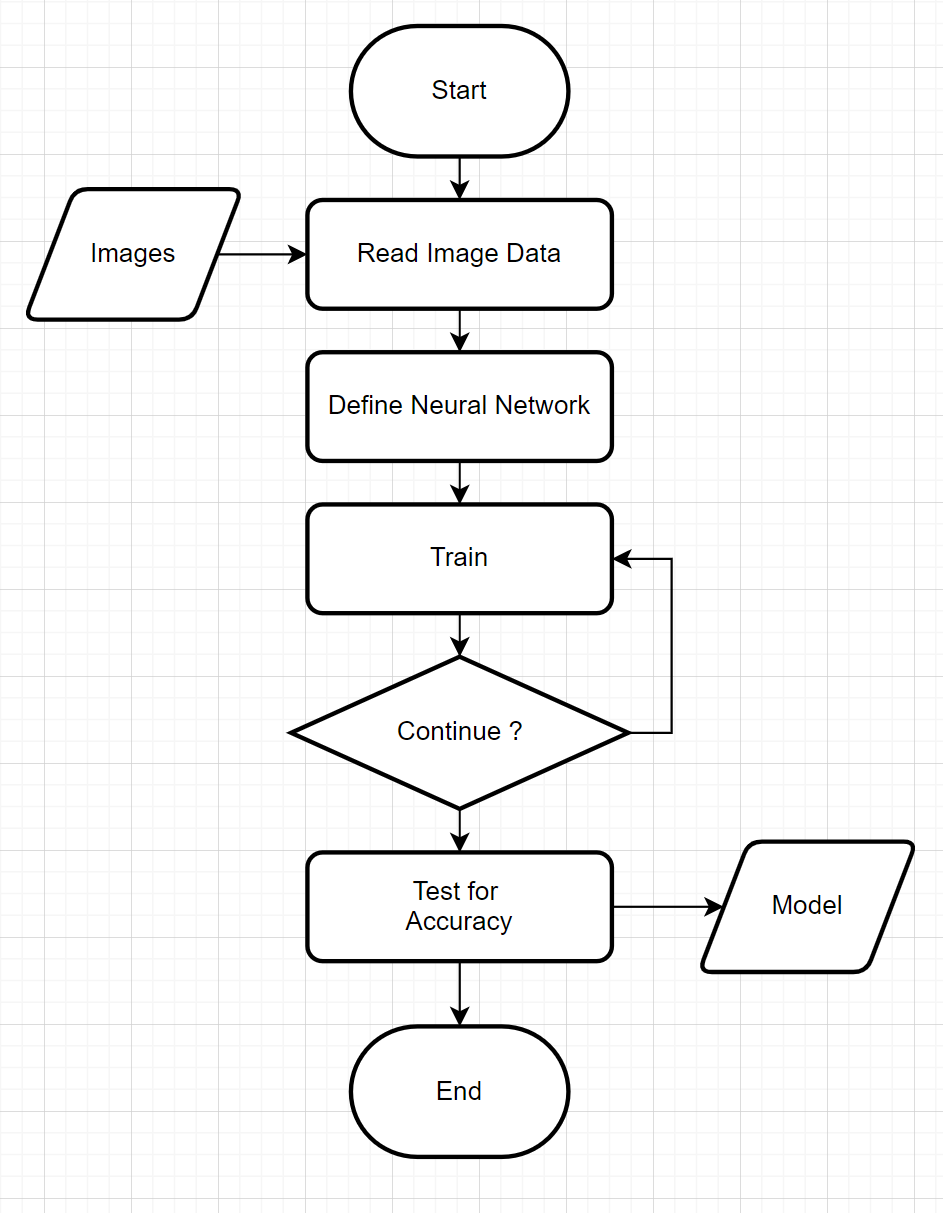 Start
Images
Read Image Data
Define Neural Network
Train
Continue ?
Test for
Accuracy
Model
End